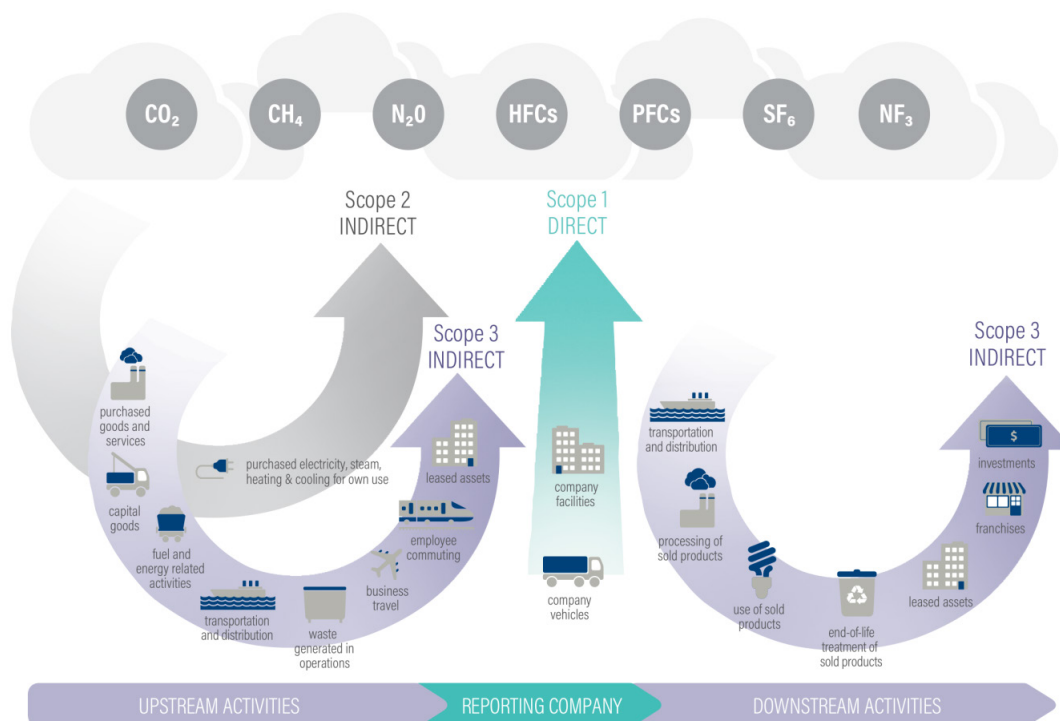 CO₂
CH₄
N₂O
HFCs
PFCs
SF₆
NF₃
Scope 2
INDIRECT
Scope 1
DIRECT
Scope 3
INDIRECT
Scope 3
INDIRECT
purchased
goods and
services
capital
goods
fuel and
energy related
activities
transportation
and distribution
waste
generated in
operations
business
travel
employee
commuting
leased assets
purchased electricity, steam,
heating & cooling for own use
company
facilities
company
vehicles
transportation
and distribution
processing of
sold products
use of sold
products
end-of-life
treatment of
sold products
leased assets
franchises
investments
$
UPSTREAM ACTIVITIES
REPORTING COMPANY
DOWNSTREAM ACTIVITIES